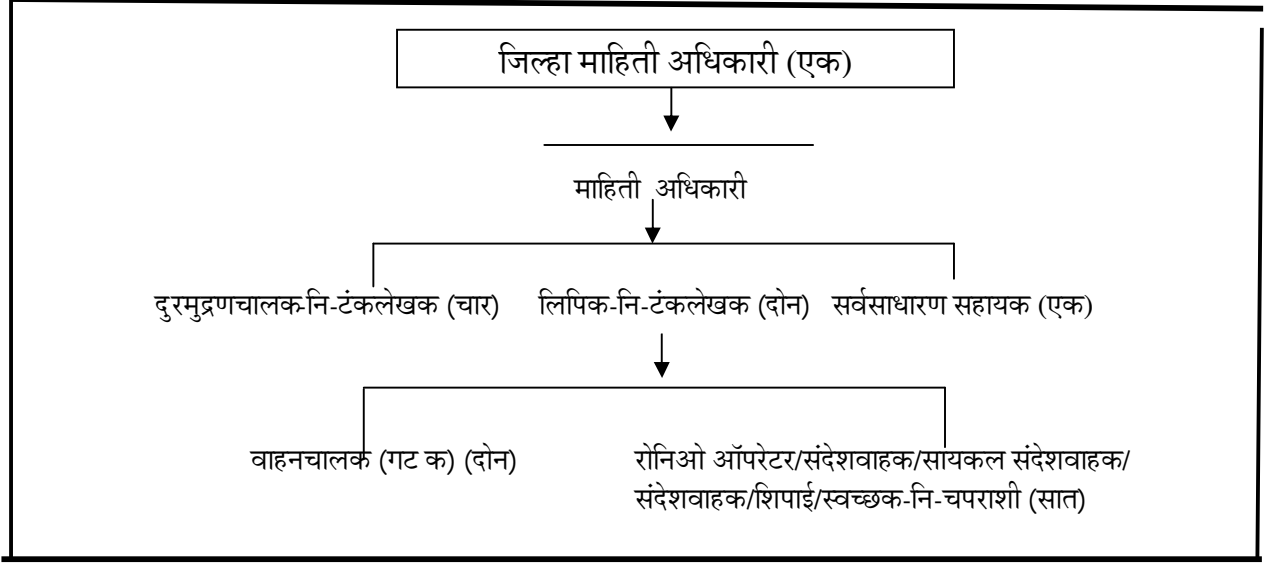 जिल्हा माहिती अधिकारी (एक)
माहिती अधिकारी
दुरमुद्रणचालक-नि-टंकलेखक (चार) लिपिक-नि-टंकलेखक (दोन) सर्वसाधारण सहायक (एक)
वाहनचालक (गट क) (दोन)
रोनिओ ऑपरेटर/संदेशवाहक/सायकल संदेशवाहक/
संदेशवाहक/शिपाई/स्वच्छक-नि-चपराशी (सात)